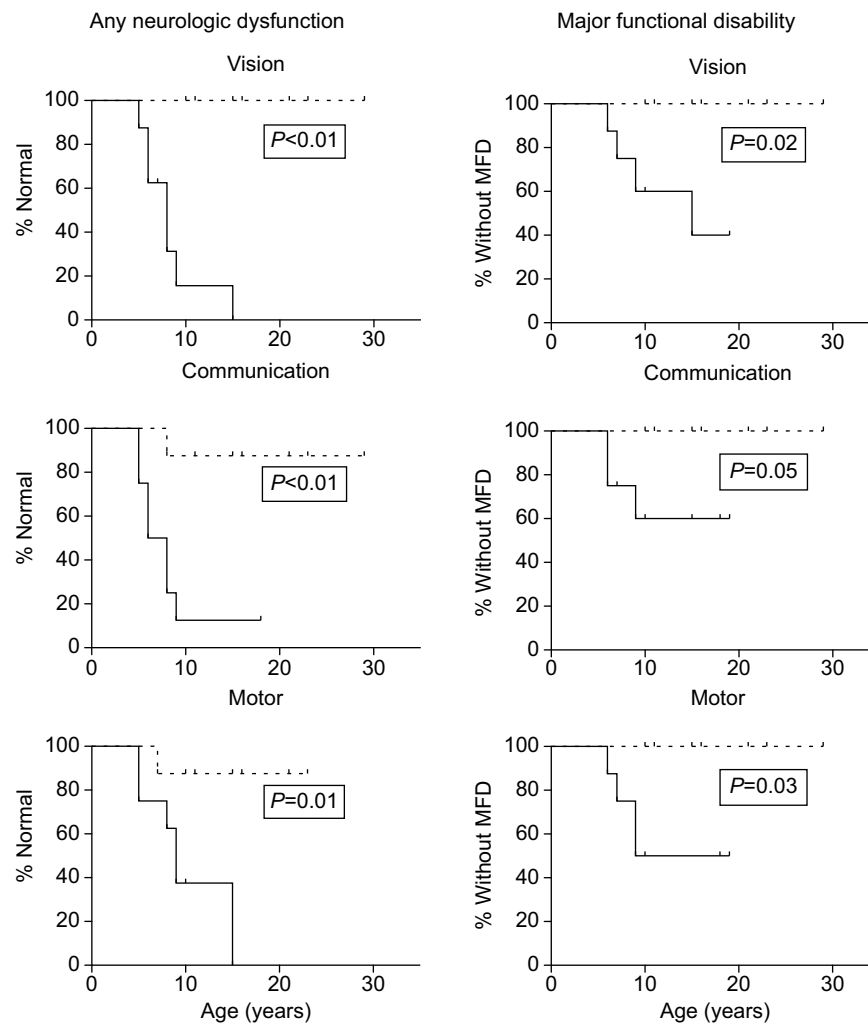 Any neurologic dysfunction
Major functional disability
Vision
% Normal
100
80
60
40
20
0
P<0.01
0 10 20 30
Vision
% Without MFD
100
80
60
40
20
0
P=0.02
0 10 20 30
Communication
% Normal
100
80
60
40
20
0
P<0.01
0 10 20 30
Communication
% Without MFD
100
80
60
40
20
0
P=0.05
0 10 20 30
Motor
% Normal
100
80
60
40
20
0
P=0.01
0 10 20 30
Age (years)
Motor
% Without MFD
100
80
60
40
20
0
P=0.03
0 10 20 30
Age (years)